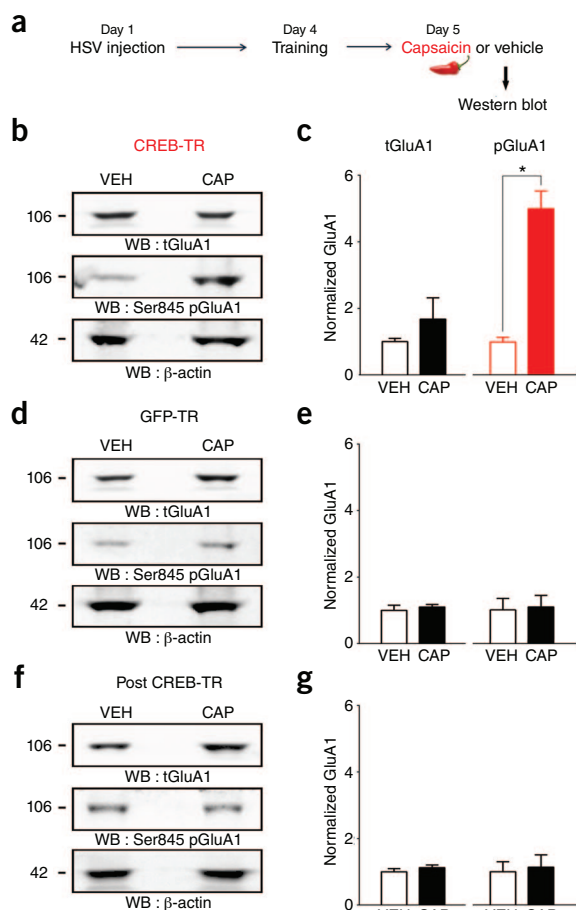 a
Day 1
HSV injection
Day 4
Training
Day 5
Capsaicin or vehicle
Western blot
b
CREB-TR
VEH CAP
106
WB : tGluA1
106
WB : Ser845 pGluA1
42
WB : β-actin
c
tGluA1 pGluA1
Normalized GluA1
6
4
2
0
*
VEH CAP VEH CAP
d
GFP-TR
VEH CAP
106
WB : tGluA1
106
WB : Ser845 pGluA1
42
WB : β-actin
e
Normalized GluA1
6
4
2
0
VEH CAP VEH CAP
f
Post CREB-TR
VEH CAP
106
WB : tGluA1
106
WB : Ser845 pGluA1
42
WB : β-actin
g
Normalized GluA1
6
4
2
0
VEH CAP VEH CAP